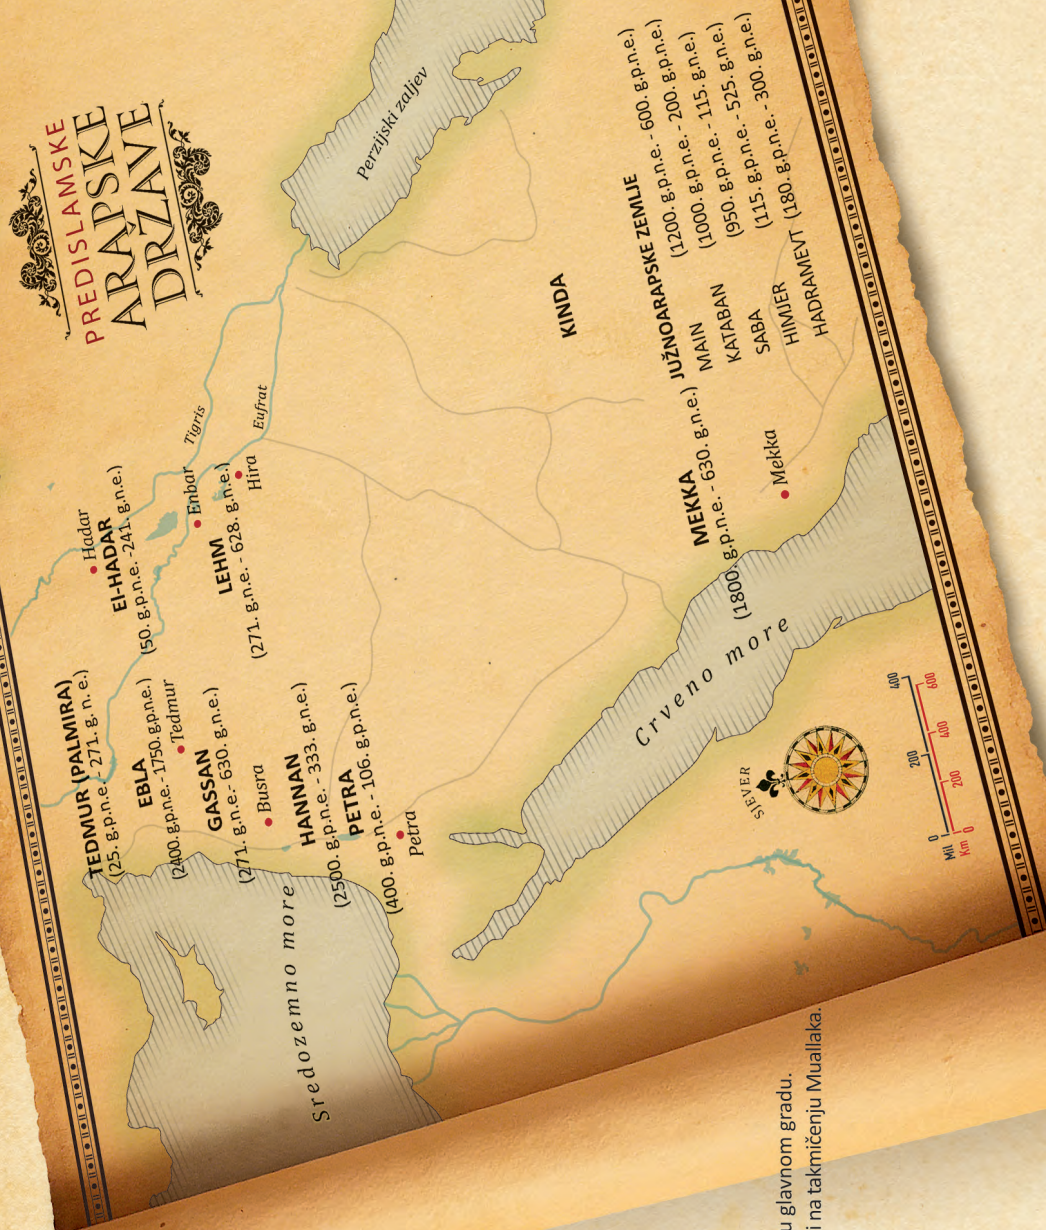 PREDISLAMSKE
ARAPSKE
DRŽAVE
Perzijski zaljev
Tigris
Eufrat
Hadar
EI-HADAR
(50. g.p.n.e. -241. g.n.e.)
Enbar
LEHM
(271. g.n.e. - 628. g.n.e.)
Hira
TEDMUR (PALMIRA)
(25. g.p.n.e.- 271. g. n. e.)
EBLA
(2400. g.p.n.e.- 1750. g.p.n.e.)
Tedmur
GASSAN
(271. g.n.e.- 630. g.n.e.)
Busra
HANNAN
(2500. g.p.n.e. - 333. g.n.e.)
PETRA
(400. g.p.n.e. - 106. g.p.n.e.)
Petra
Sredozemno more
KINDA
JUŽNOARAPSKE ZEMLJE
(1200. g.p.n.e. - 600. g.p.n.e.)
MAIN (1000. g.p.n.e. - 200. g.p.n.e.)
KATABAN (950. g.p.n.e. - 115. g.n.e.)
SABA (115. g.p.n.e. - 525. g.n.e.)
HIMJER (180. g.p.n.e. - 300. g.n.e.)
HADRAMEVT
MEKKA
(1800. g.p.n.e. - 630. g.n.e.)
Mekka
Crveno more
SJEVER
Mil 0 200 400
Km 0 200 400 600
u glavnom gradu.
i na takmičenju Muallaka.